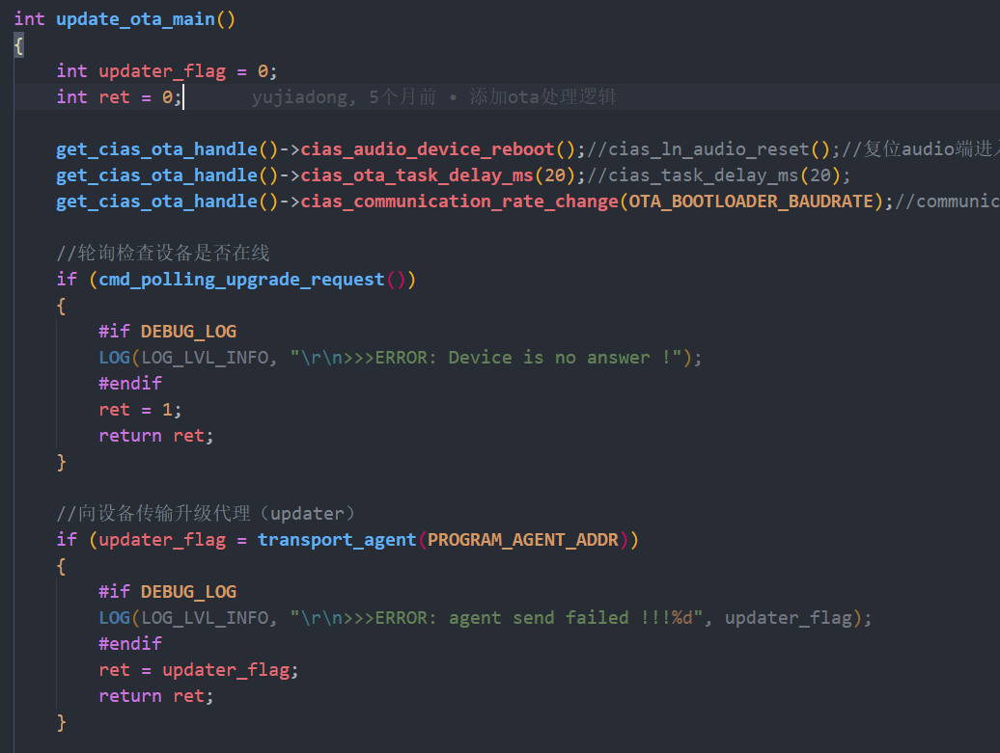 int update_ota_main()
{
    int updater_flag = 0;
    int ret = 0;    yujiadong, 5个月前 • 添加ota处理逻辑
    get_cias_ota_handle()->cias_audio_device_reboot();//cias_ln_audio_reset();//复位audio端进
    get_cias_ota_handle()->cias_ota_task_delay_ms(20);//cias_task_delay_ms(20);
    get_cias_ota_handle()->cias_communication_rate_change(OTA_BOOTLOADER_BAUDRATE);//communic
    //轮询检查设备是否在线
    if (cmd_polling_upgrade_request())
    {
        #if DEBUG_LOG
        LOG(LOG_LVL_INFO, "\r\n>>>ERROR: Device is no answer !");
        #endif
        ret = 1;
        return ret;
    }
    //向设备传输升级代理（updater）
    if (updater_flag = transport_agent(PROGRAM_AGENT_ADDR))
    {
        #if DEBUG_LOG
        LOG(LOG_LVL_INFO, "\r\n>>>ERROR: agent send failed !!!%d", updater_flag);
        #endif
        ret = updater_flag;
        return ret;
    }